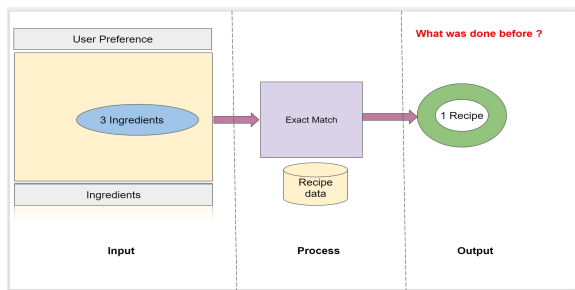 User Preference
What was done before ?
3 Ingredients
Exact Match
1 Recipe
Recipe
data
Ingredients
Input
Process
Output